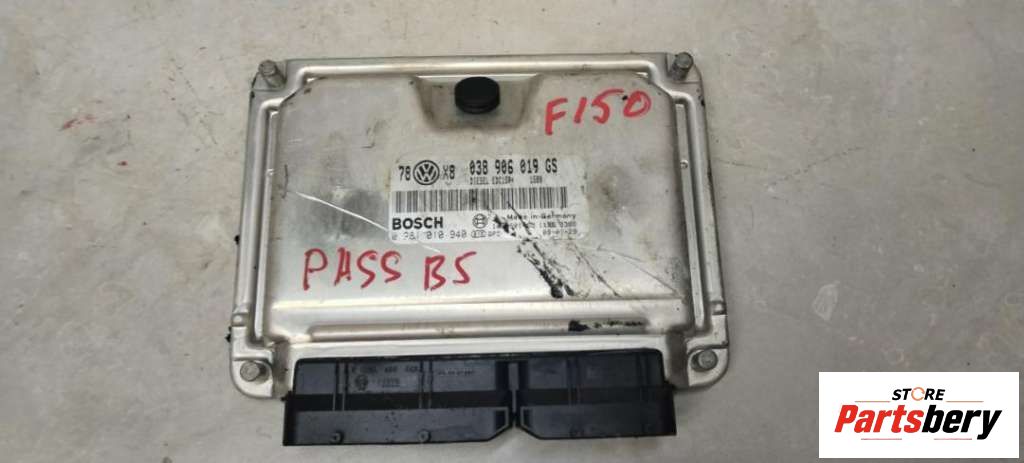 F150
78 X8 038 906 019 GS
DIESEL EDC15P+
BOSCH Made in Germany
0 281 010 940
PASS B5
STORE
Partsbery